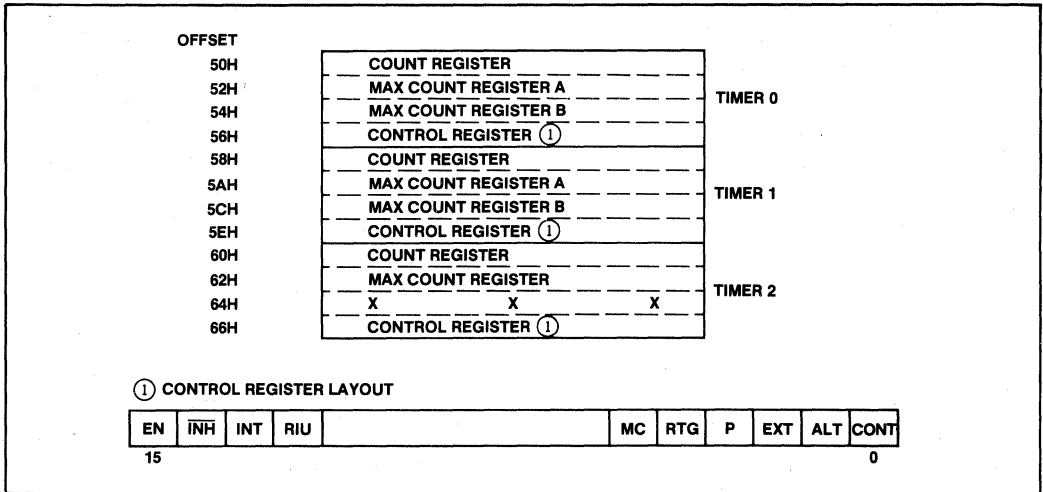 OFFSET
50H COUNT REGISTER
52H MAX COUNT REGISTER A
TIMER 0
54H MAX COUNT REGISTER B
56H CONTROL REGISTER ①
58H COUNT REGISTER
5AH MAX COUNT REGISTER A
TIMER 1
5CH MAX COUNT REGISTER B
5EH CONTROL REGISTER ①
60H COUNT REGISTER
62H MAX COUNT REGISTER
TIMER 2
64H X X X
66H CONTROL REGISTER ①
① CONTROL REGISTER LAYOUT
EN I̅N̅H̅ INT RIU MC RTG P EXT ALT CONT
15 0